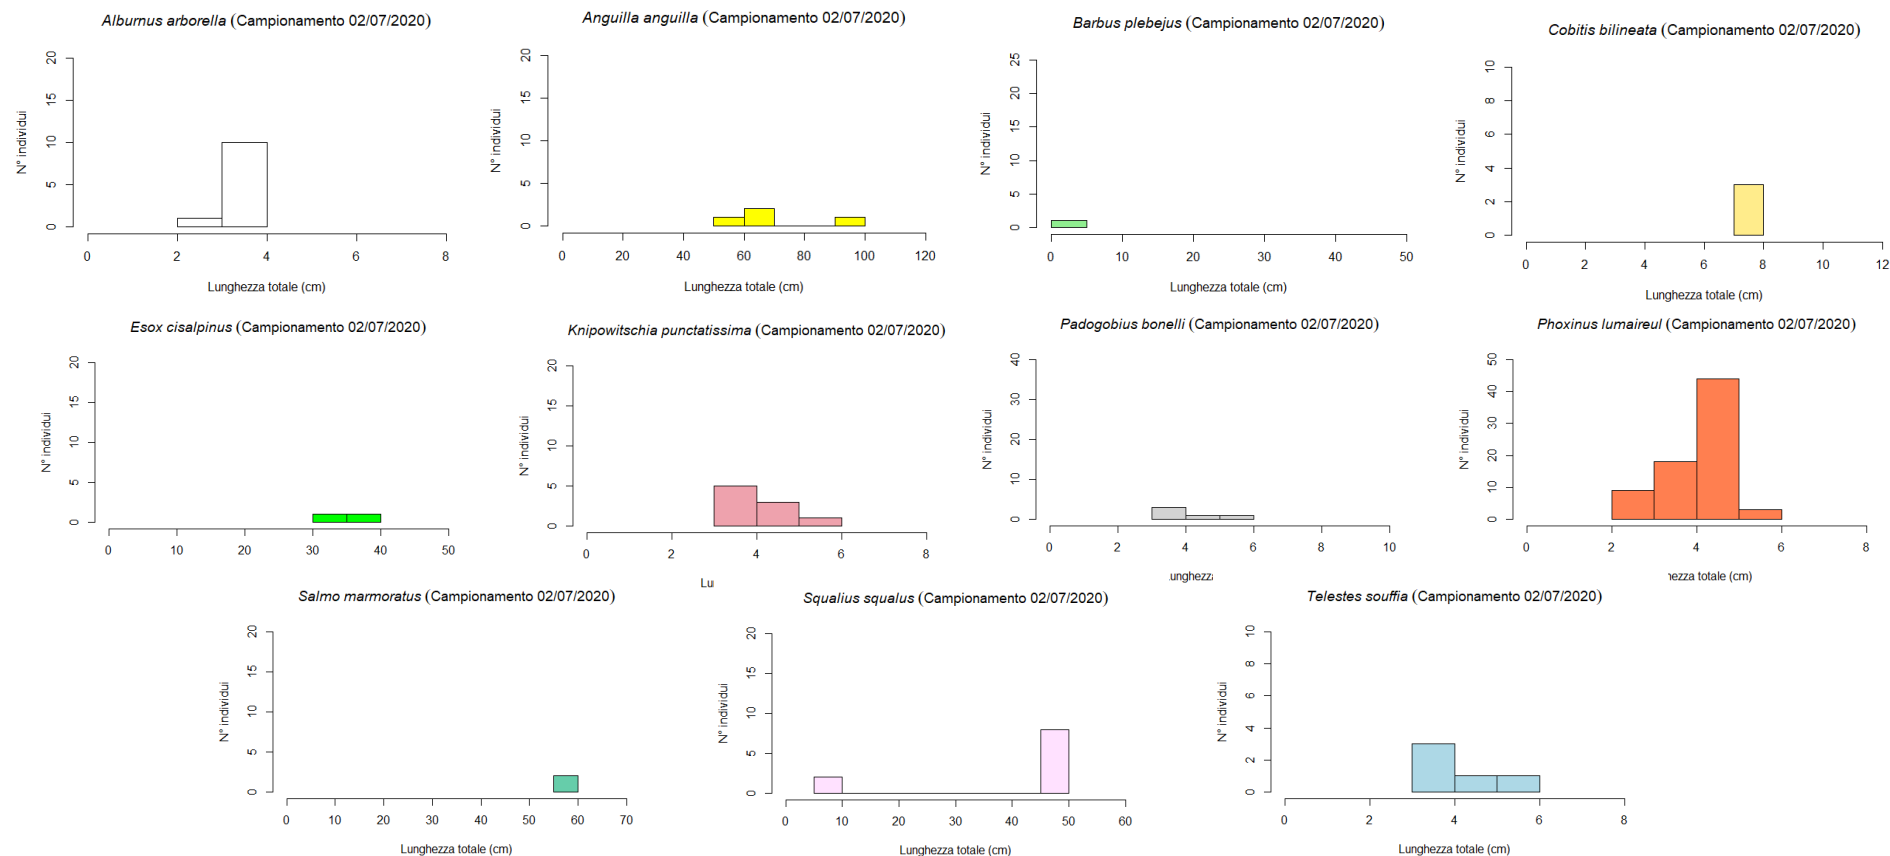 Alburnus arborella (Campionamento 02/07/2020)
20
15
10
5
0
N° individui
0 2 4 6 8
Lunghezza totale (cm)
Anguilla anguilla (Campionamento 02/07/2020)
20
15
10
5
0
N° individui
0 20 40 60 80 100 120
Lunghezza totale (cm)
Barbus plebejus (Campionamento 02/07/2020)
25
20
15
10
5
0
N° individui
0 10 20 30 40 50
Lunghezza totale (cm)
Cobitis bilineata (Campionamento 02/07/2020)
10
8
6
4
2
0
N° individui
0 2 4 6 8 10 12
Lunghezza totale (cm)
Esox cisalpinus (Campionamento 02/07/2020)
20
15
10
5
0
N° individui
0 10 20 30 40 50
Knipowitschia punctatissima (Campionamento 02/07/2020)
20
15
10
5
0
N° individui
0 2 4 6 8
Lu
Padogobius bonelli (Campionamento 02/07/2020)
40
30
20
10
0
N° individui
0 2 4 6 8 10
unghezz
Phoxinus lumaireul (Campionamento 02/07/2020)
50
40
30
20
10
0
N° individui
0 2 4 6 8
hezza totale (cm)
Salmo marmoratus (Campionamento 02/07/2020)
20
15
10
5
0
N° individui
0 10 20 30 40 50 60 70
Lunghezza totale (cm)
Squalius squalus (Campionamento 02/07/2020)
20
15
10
5
0
N° individui
0 10 20 30 40 50 60
Lunghezza totale (cm)
Telestes souffia (Campionamento 02/07/2020)
10
8
6
4
2
0
N° individui
0 2 4 6 8
Lunghezza totale (cm)